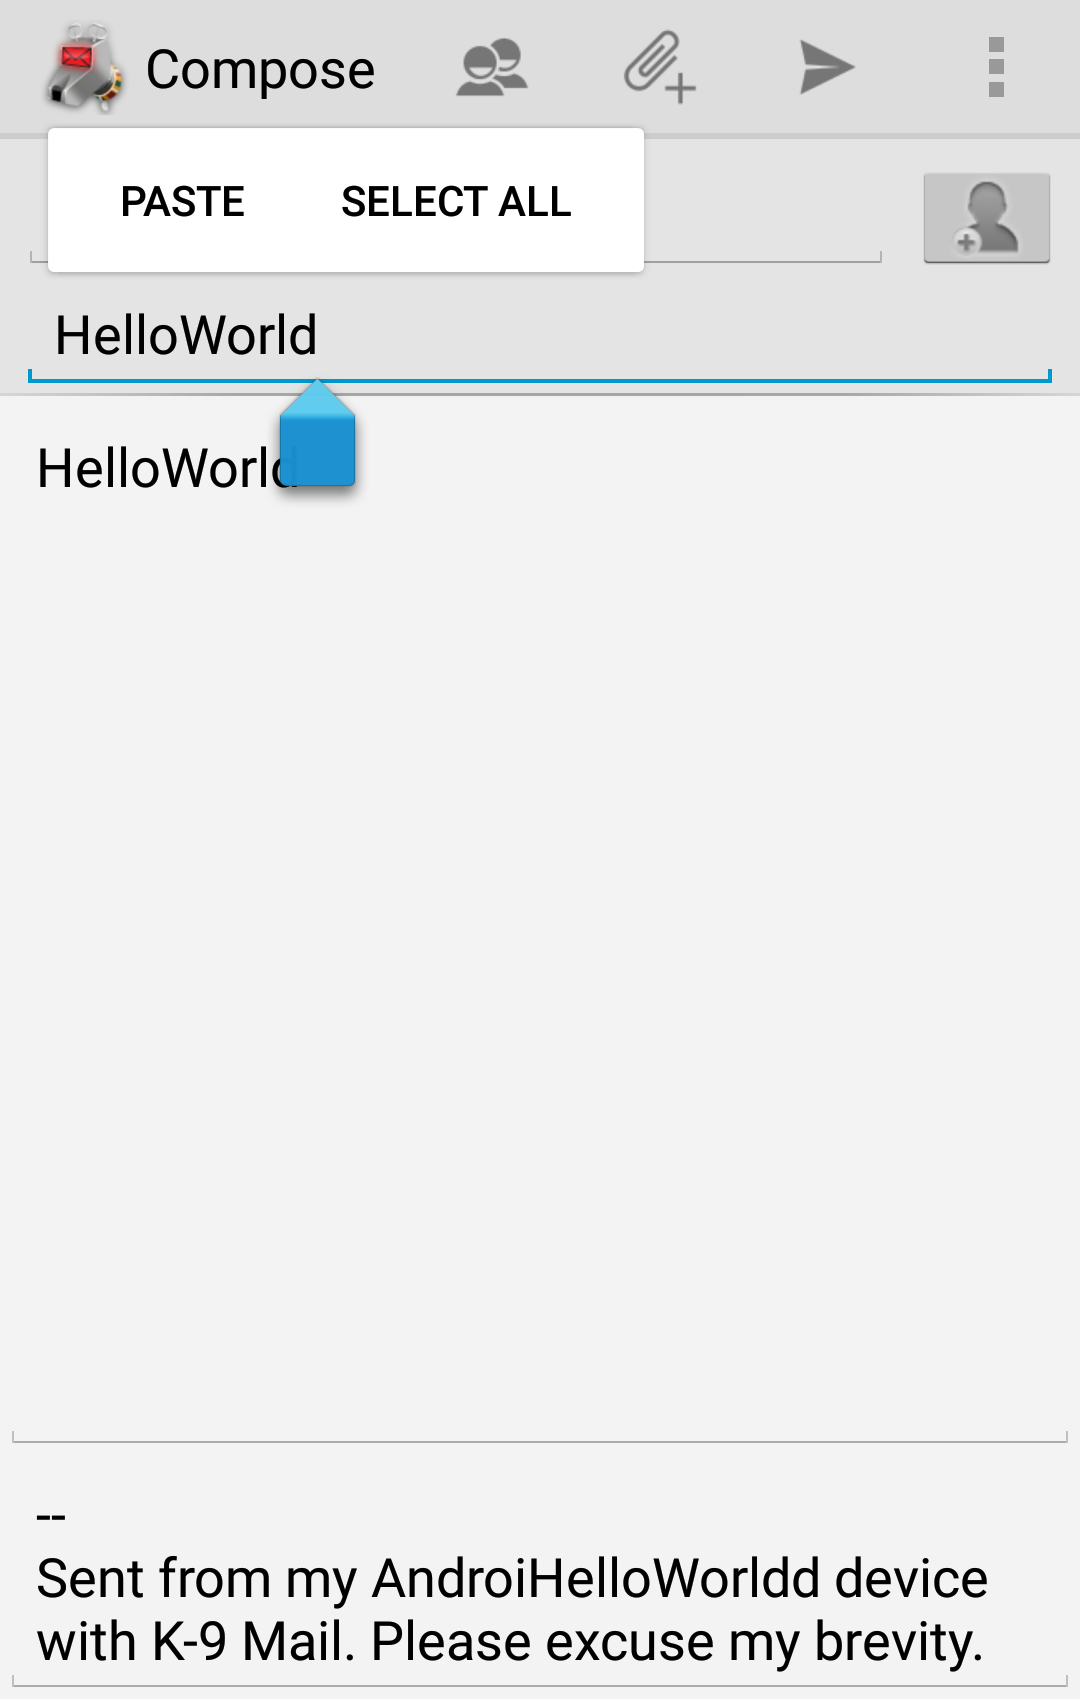 Compose
PASTE SELECT ALL
HelloWorld
HelloWorld
--
Sent from my AndroiHelloWorldd device
with K-9 Mail. Please excuse my brevity.